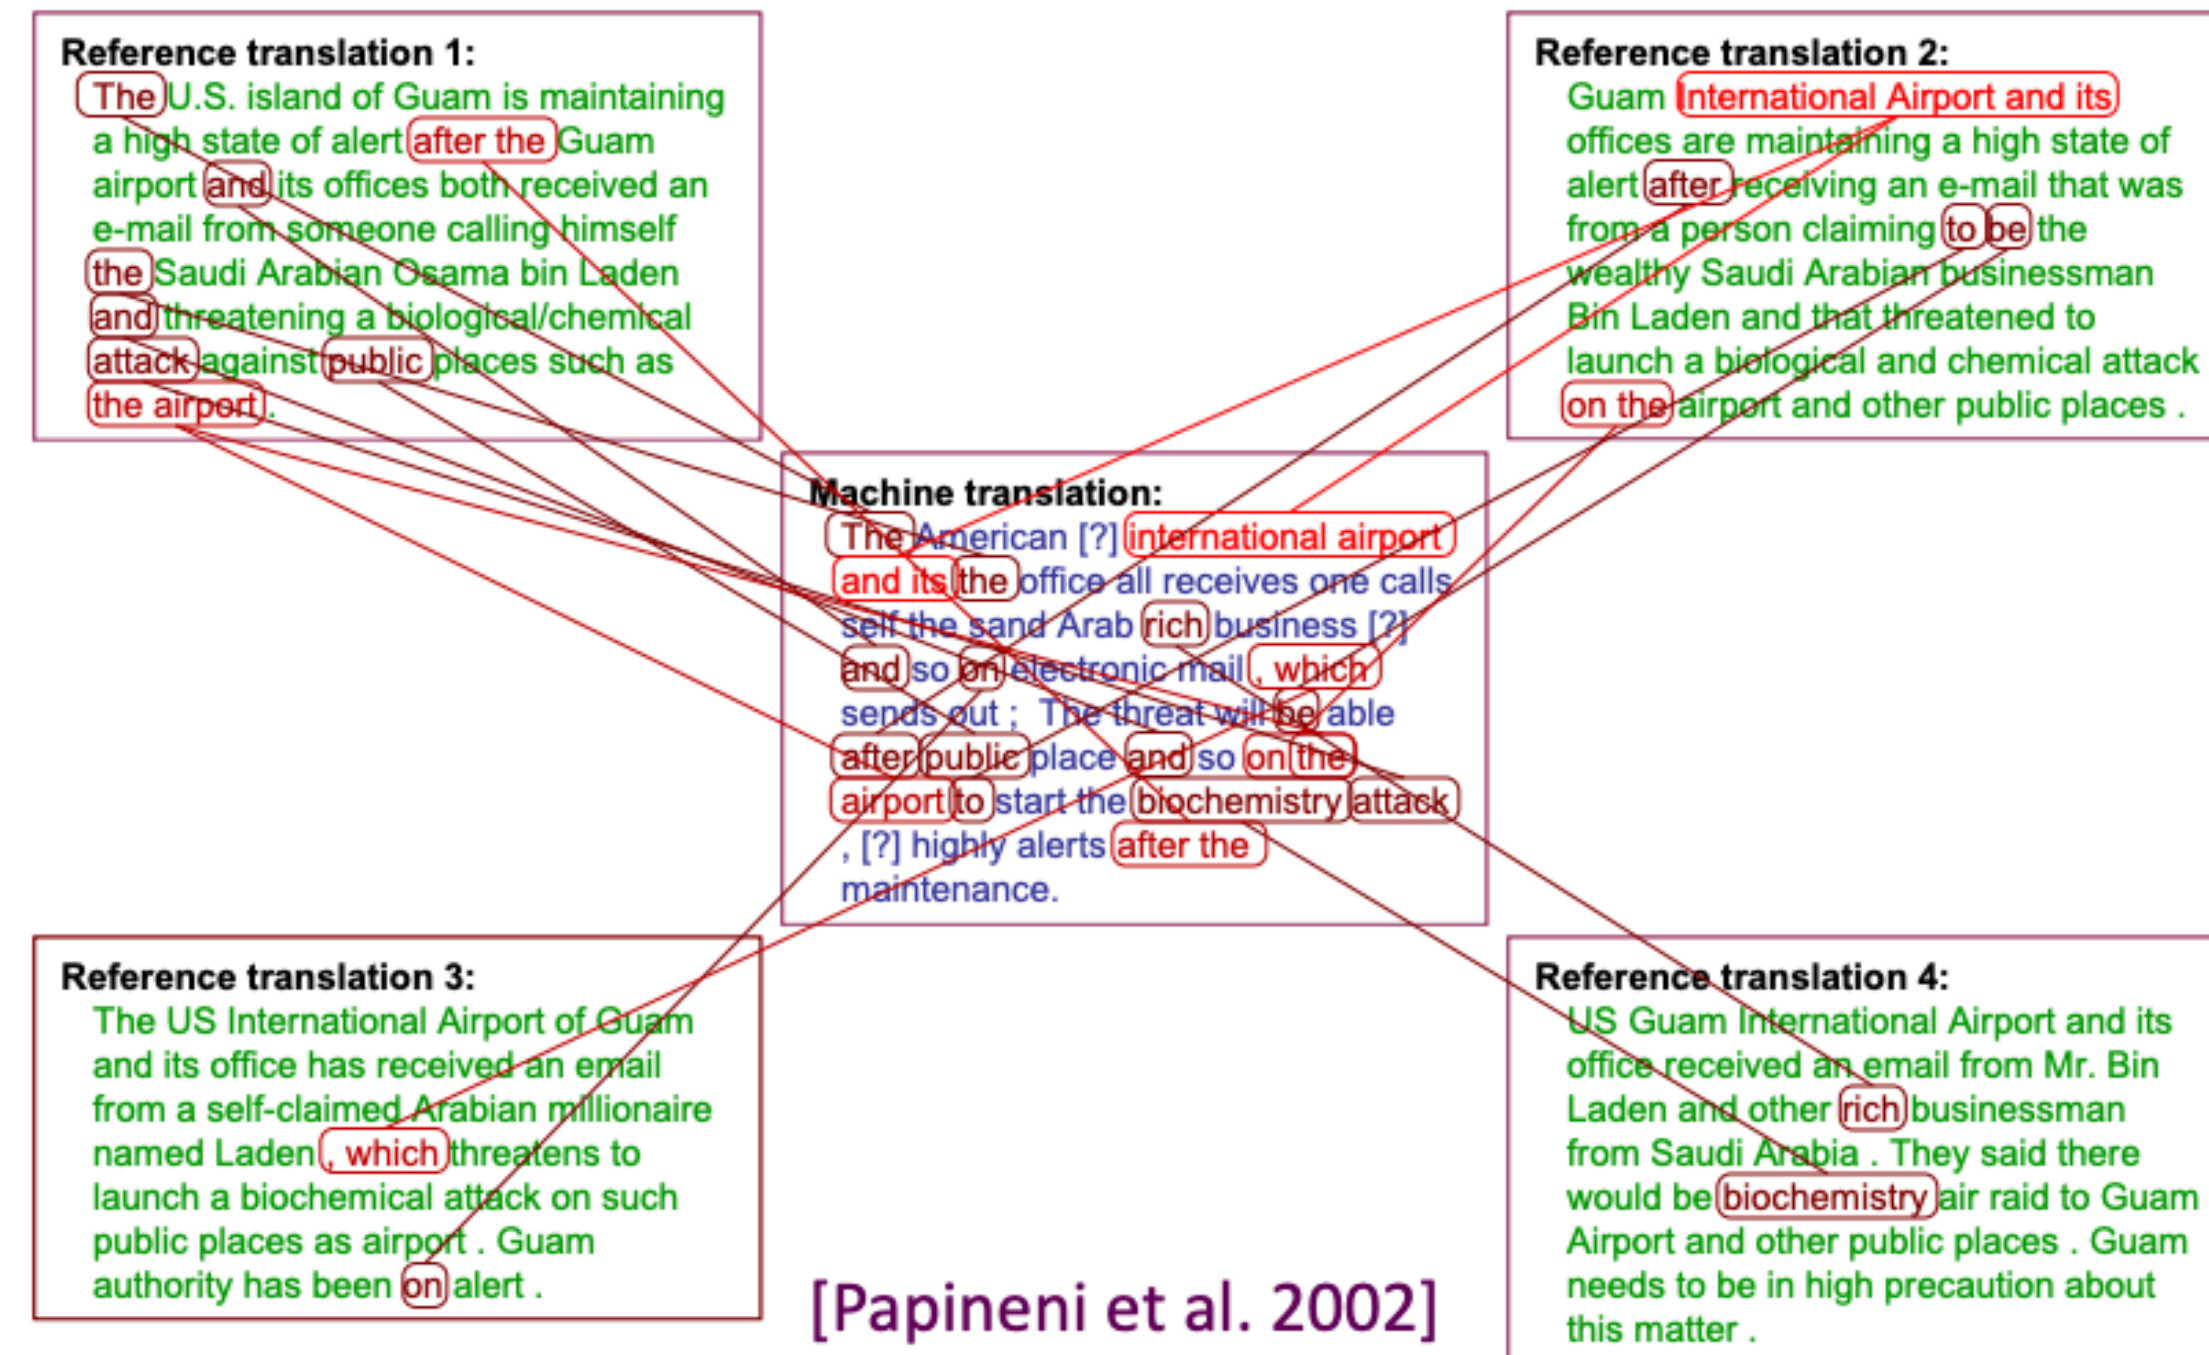 Reference translation 1:
The U.S. island of Guam is maintaining
a high state of alert after the Guam
airport and its offices both received an
e-mail from someone calling himself
the Saudi Arabian Osama bin Laden
and threatening a biological/chemical
attack against public places such as
the airport .
Reference translation 2:
Guam International Airport and its
offices are maintaining a high state of
alert after receiving an e-mail that was
from a person claiming to be the
wealthy Saudi Arabian businessman
Bin Laden and that threatened to
launch a biological and chemical attack
on the airport and other public places .
Machine translation:
The American [?] international airport
and its the office all receives one calls
self the sand Arab rich business [?]
and so on electronic mail , which
sends out ; The threat will be able
after public place and so on the
airport to start the biochemistry attack
, [?] highly alerts after the
maintenance.
Reference translation 3:
The US International Airport of Guam
and its office has received an email
from a self-claimed Arabian millionaire
named Laden , which threatens to
launch a biochemical attack on such
public places as airport . Guam
authority has been on alert .
Reference translation 4:
US Guam International Airport and its
office received an email from Mr. Bin
Laden and other rich businessman
from Saudi Arabia . They said there
would be biochemistry air raid to Guam
Airport and other public places . Guam
needs to be in high precaution about
this matter .
[Papineni et al. 2002]